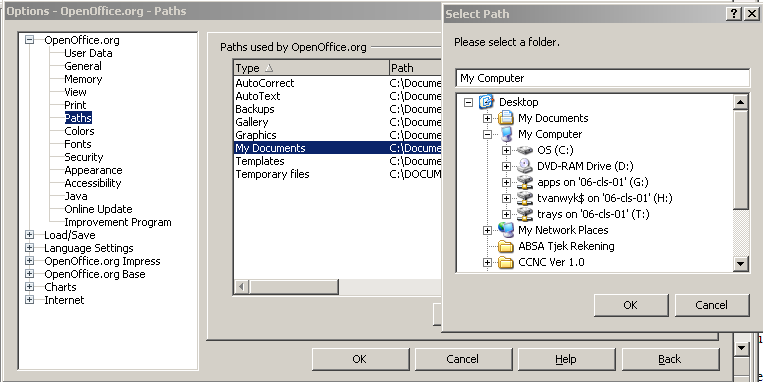 Options - OpenOffice.org - Paths
OpenOffice.org
User Data
General
Memory
View
Print
Paths
Colors
Fonts
Security
Appearance
Accessibility
Java
Online Update
Improvement Program
Load/Save
Language Settings
OpenOffice.org Impress
OpenOffice.org Base
Charts
Internet
Paths used by OpenOffice.org
Type Path
AutoCorrect C:\Docume
AutoText C:\Docume
Backups C:\Docume
Gallery C:\Docume
Graphics C:\Docume
My Documents C:\Docume
Templates C:\Docume
Temporary files C:\DOCUM
OK Cancel Help Back
Select Path
Please select a folder.
My Computer
Desktop
My Documents
My Computer
OS (C:)
DVD-RAM Drive (D:)
apps on '06-cls-01' (G:)
tvanwyk$ on '06-cls-01' (H:)
trays on '06-cls-01' (T:)
My Network Places
ABSA Tjek Rekening
CCNC Ver 1.0
OK Cancel